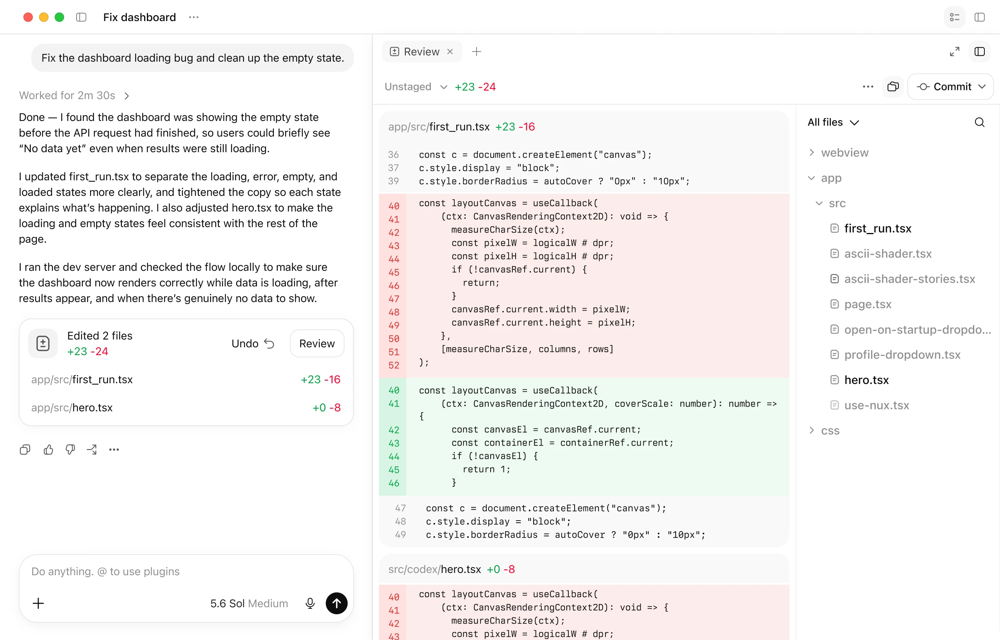 Fix dashboard
Fix the dashboard loading bug and clean up the empty state.
Worked for 2m 30s
Done — I found the dashboard was showing the empty state
before the API request had finished, so users could briefly see
“No data yet” even when results were still loading.
I updated first_run.tsx to separate the loading, error, empty, and
loaded states more clearly, and tightened the copy so each state
explains what’s happening. I also adjusted hero.tsx to make the
loading and empty states feel consistent with the rest of the
page.
I ran the dev server and checked the flow locally to make sure
the dashboard now renders correctly while data is loading, after
results appear, and when there’s genuinely no data to show.
Edited 2 files
+23 -24
Undo
Review
app/src/first_run.tsx +23 -16
app/src/hero.tsx +0 -8
Do anything. @ to use plugins
5.6 Sol Medium
Review
Unstaged +23 -24
Commit
app/src/first_run.tsx +23 -16
36 const c = document.createElement("canvas");
37 c.style.display = "block";
39 c.style.borderRadius = autoCover ? "0px" : "10px";
40 const layoutCanvas = useCallback(
41 (ctx: CanvasRenderingContext2D): void => {
42 measureCharSize(ctx);
43 const pixelW = logicalW # dpr;
44 const pixelH = logicalH # dpr;
45 if (!canvasRef.current) {
46 return;
47 }
48 canvasRef.current.width = pixelW;
49 canvasRef.current.height = pixelH;
50 },
51 [measureCharSize, columns, rows]
52 );
40 const layoutCanvas = useCallback(
41 (ctx: CanvasRenderingContext2D, coverScale: number): number =>
{
42 const canvasEl = canvasRef.current;
43 const containerEl = containerRef.current;
44 if (!canvasEl) {
45 return 1;
46 }
47 const c = document.createElement("canvas");
48 c.style.display = "block";
49 c.style.borderRadius = autoCover ? "0px" : "10px";
src/codex/hero.tsx +0 -8
40 const layoutCanvas = useCallback(
41 (ctx: CanvasRenderingContext2D): void => {
42 measureCharSize(ctx);
43 const pixelW = logicalW # dpr;
All files
webview
app
src
first_run.tsx
ascii-shader.tsx
ascii-shader-stories.tsx
page.tsx
open-on-startup-dropdo...
profile-dropdown.tsx
hero.tsx
use-nux.tsx
css